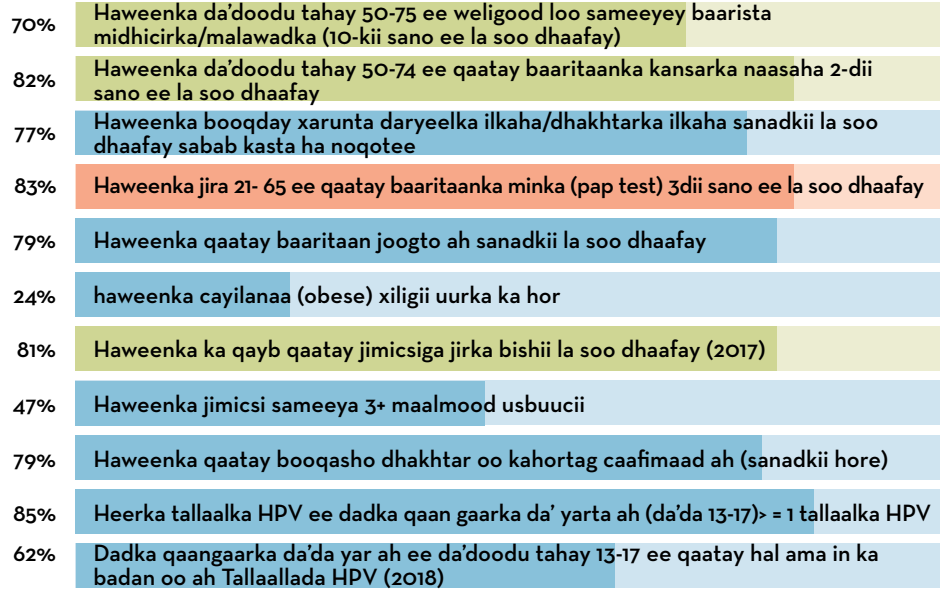 70% Haweenka da’doodu tahay 50-75 ee weligood loo sameeyey baarista
midhicirka/malawadka (10-kii sano ee la soo dhaafay)
82% Haweenka da’doodu tahay 50-74 ee qaatay baaritaanka kansarka naasaha 2-dii
sano ee la soo dhaafay
77% Haweenka booqday xarunta daryeelka ilkaha/dhakhtarka ilkaha sanadkii la soo
dhaafay sabab kasta ha noqotee
83% Haweenka jira 21- 65 ee qaatay baaritaanka minka (pap test) 3dii sano ee la soo dhaafay
79% Haweenka qaatay baaritaan joogto ah sanadkii la soo dhaafay
24% haweenka cayilanaa (obese) xiligii uurka ka hor
81% Haweenka ka qayb qaatay jimicsiga jirka bishii la soo dhaafay (2017)
47% Haweenka jimicsi sameeya 3+ maalmood usbuucii
79% Haweenka qaatay booqasho dhakhtar oo kahortag caafimaad ah (sanadkii hore)
85% Heerka tallaalka HPV ee dadka qaan gaarka da’ yarta ah (da’da 13-17)> = 1 tallaalka HPV
62% Dadka qaangaarka da’da yar ah ee da’doodu tahay 13-17 ee qaatay hal ama in ka
badan oo ah Tallaallada HPV (2018)